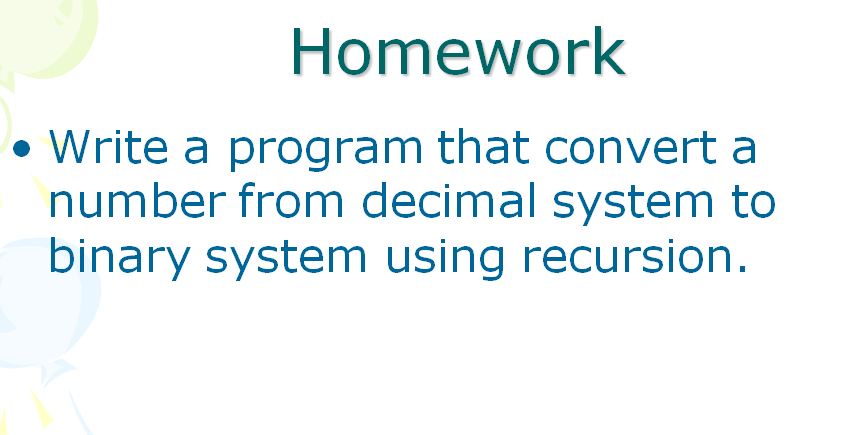 Homework
• Write a program that convert a
number from decimal system to
binary system using recursion.